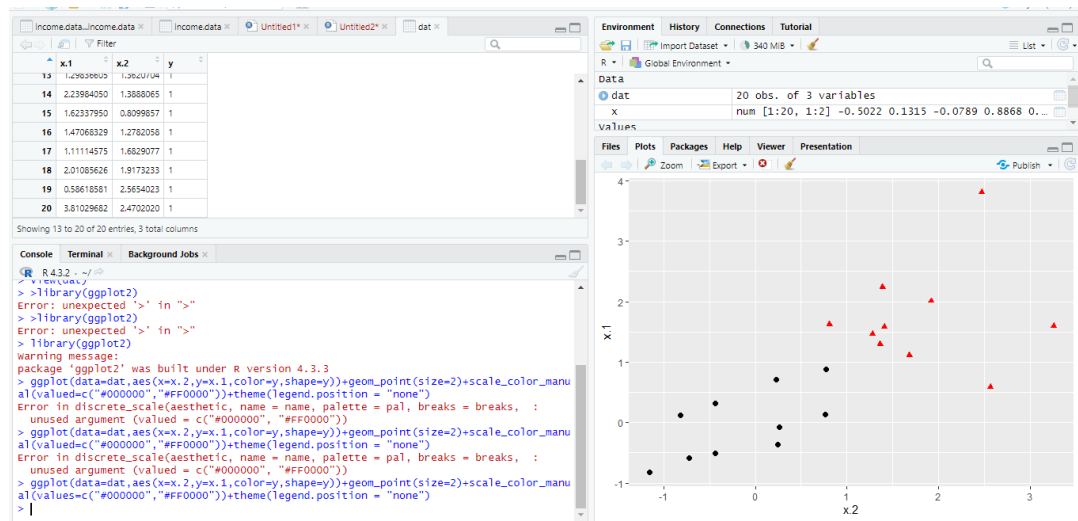 income.data...income.data × income.data × Untitled1* × Untitled2* × dat ×
Filter
x.1 x.2 y
13 1.29836605 1.3620704 1
14 2.23984050 1.3888065 1
15 1.62337950 0.8099857 1
16 1.47068329 1.2782058 1
17 1.11114575 1.6829077 1
18 2.01085626 1.9173233 1
19 0.58618581 2.5654023 1
20 3.81029682 2.4702020 1
Showing 13 to 20 of 20 entries, 3 total columns
Console Terminal × Background Jobs ×
R 4.3.2 · ~/
> View(dat)
> >library(ggplot2)
Error: unexpected '>' in ">"
> >library(ggplot2)
Error: unexpected '>' in ">"
> library(ggplot2)
Warning message:
package 'ggplot2' was built under R version 4.3.3
> ggplot(data=dat,aes(x=x.2,y=x.1,color=y,shape=y))+geom_point(size=2)+scale_color_manu
al(valued=c("#000000","#FF0000"))+theme(legend.position = "none")
Error in discrete_scale(aesthetic, name = name, palette = pal, breaks = breaks, :
unused argument (valued = c("#000000", "#FF0000"))
> ggplot(data=dat,aes(x=x.2,y=x.1,color=y,shape=y))+geom_point(size=2)+scale_color_manu
al(valued=c("#000000","#FF0000"))+theme(legend.position = "none")
Error in discrete_scale(aesthetic, name = name, palette = pal, breaks = breaks, :
unused argument (valued = c("#000000", "#FF0000"))
> ggplot(data=dat,aes(x=x.2,y=x.1,color=y,shape=y))+geom_point(size=2)+scale_color_manu
al(values=c("#000000","#FF0000"))+theme(legend.position = "none")
>
Environment History Connections Tutorial
Import Dataset 340 MiB List
R Global Environment
Data
dat 20 obs. of 3 variables
x num [1:20, 1:2] -0.5022 0.1315 -0.0789 0.8868 0...
Values
Files Plots Packages Help Viewer Presentation
Zoom Export Publish
4
3
2
1
0
-1
x.1
-1 0 1 2 3
x.2